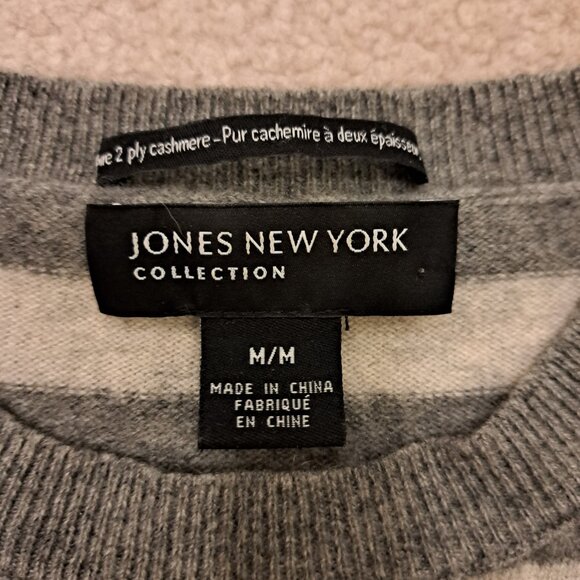 2 ply cashmere-Pur cachemire à deux
JONES NEW YORK
COLLECTION
M/M
MADE IN CHINA
FABRIQUÉ
EN CHINE